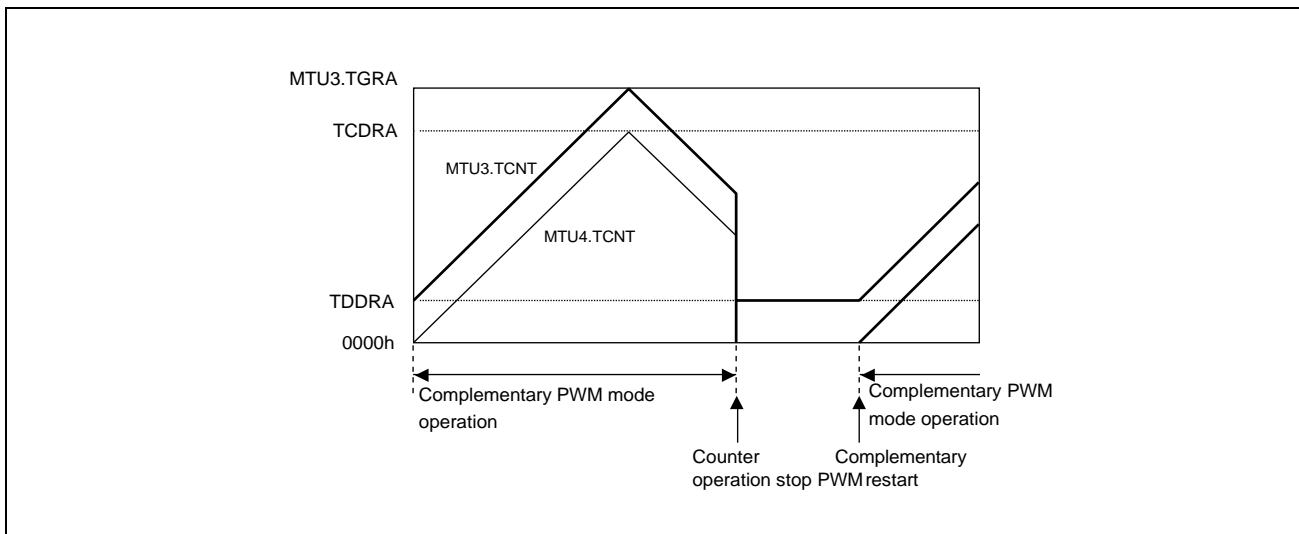 MTU3.TGRA
TCDRA
MTU3.TCNT
MTU4.TCNT
TDDRA
0000h
Complementary PWM mode
operation
Complementary PWM
mode operation
Counter
operation stop
Complementary
PWM restart